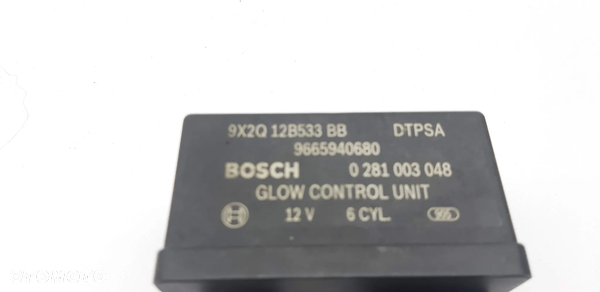 9X2Q 12B533 BB DTPSA
9665940680
BOSCH 0 281 003 048
GLOW CONTROL UNIT
12 V 6 CYL.